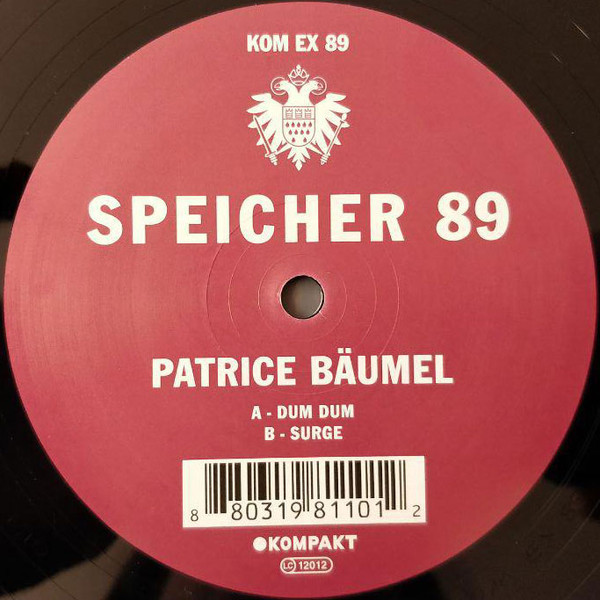 KOM EX 89
SPEICHER 89
PATRICE BÄUMEL
A - DUM DUM
B - SURGE
8 80319 81101 2
KOMPAKT
LC 12012